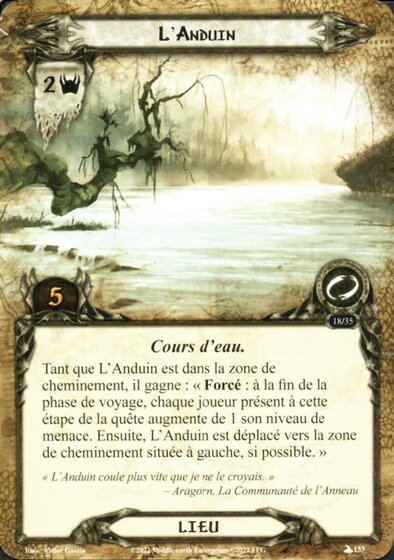 L'Anduin
2
5
18/35
Cours d'eau.
Tant que L'Anduin est dans la zone de
cheminement, il gagne : « Forcé : à la fin de la
phase de voyage, chaque joueur présent à cette
étape de la quête augmente de 1 son niveau de
menace. Ensuite, L'Anduin est déplacé vers la zone
de cheminement située à gauche, si possible. »
« L'Anduin coule plus vite que je ne le croyais. »
– Aragorn, La Communauté de l'Anneau
LIEU
Illus. Victor Garcia
©2022 Middle-earth Enterprises ©2022 FFG
153